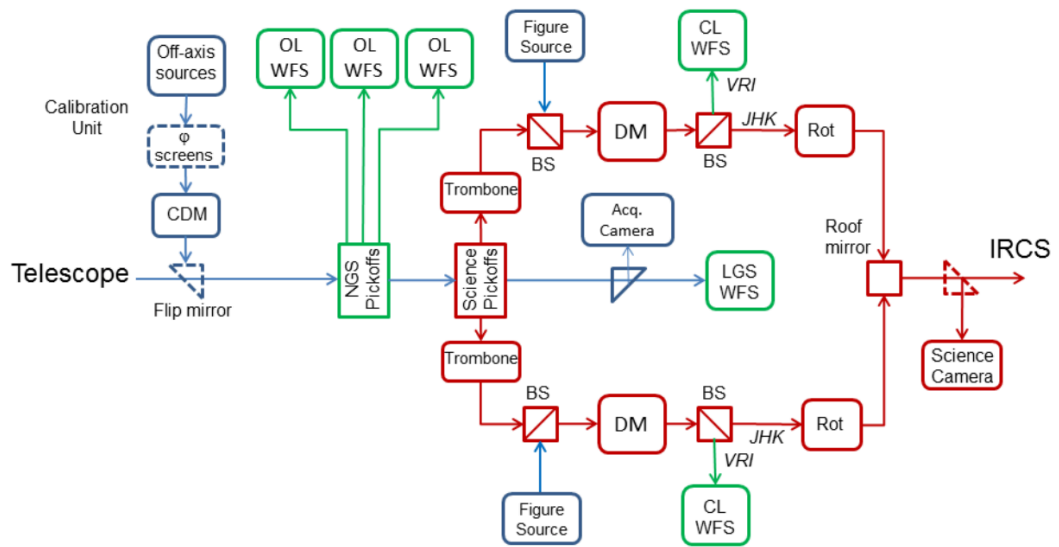 Off-axis
sources
Calibration
Unit
φ
screens
CDM
Telescope
Flip mirror
OL
WFS
OL
WFS
OL
WFS
NGS
Pickoffs
Science
Pickoffs
Figure
Source
BS
Trombone
DM
CL
WFS
VRI
BS
JHK
Rot
Acq.
Camera
LGS
WFS
Roof
mirror
IRCS
Science
Camera
Trombone
BS
Figure
Source
DM
BS
JHK
VRI
CL
WFS
Rot